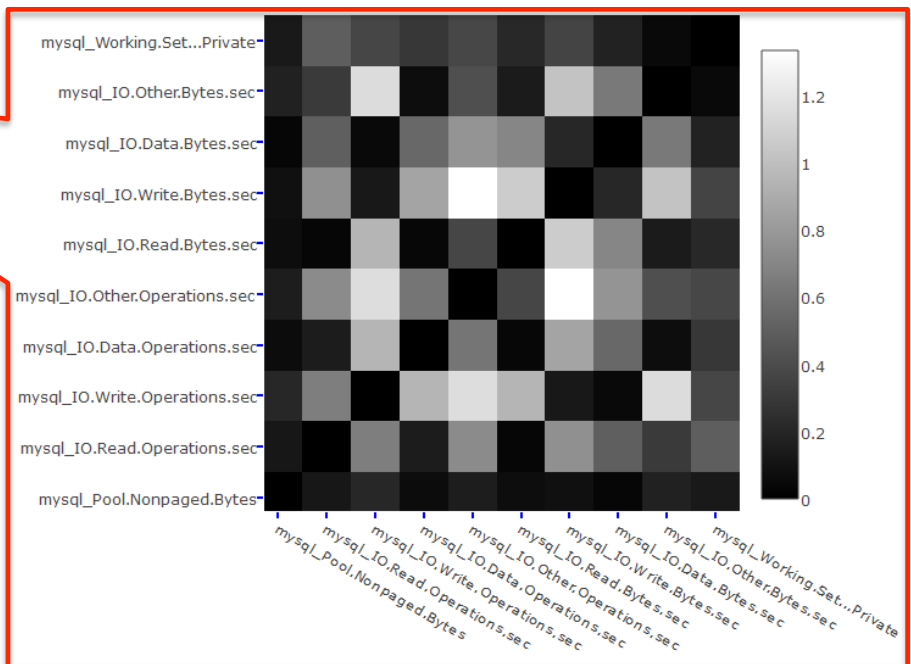 mysql_Working.Set...Private
mysql_IO.Other.Bytes.sec
mysql_IO.Data.Bytes.sec
mysql_IO.Write.Bytes.sec
mysql_IO.Read.Bytes.sec
mysql_IO.Other.Operations.sec
mysql_IO.Data.Operations.sec
mysql_IO.Write.Operations.sec
mysql_IO.Read.Operations.sec
mysql_Pool.Nonpaged.Bytes
1.2
1
0.8
0.6
0.4
0.2
0
mysql_Pool.Nonpaged.Bytes
mysql_IO.Read.Operations.sec
mysql_IO.Write.Operations.sec
mysql_IO.Data.Operations.sec
mysql_IO.Other.Operations.sec
mysql_IO.Read.Bytes.sec
mysql_IO.Write.Bytes.sec
mysql_IO.Data.Bytes.sec
mysql_IO.Other.Bytes.sec
mysql_Working.Set...Private